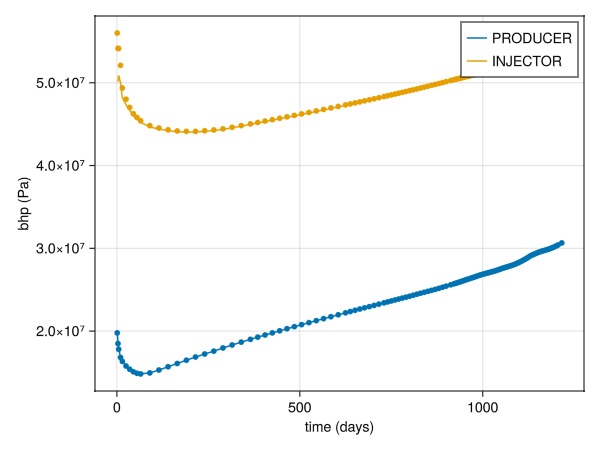 PRODUCER
INJECTOR
5.0×10⁷
4.0×10⁷
3.0×10⁷
2.0×10⁷
bhp (Pa)
0 500 1000
time (days)